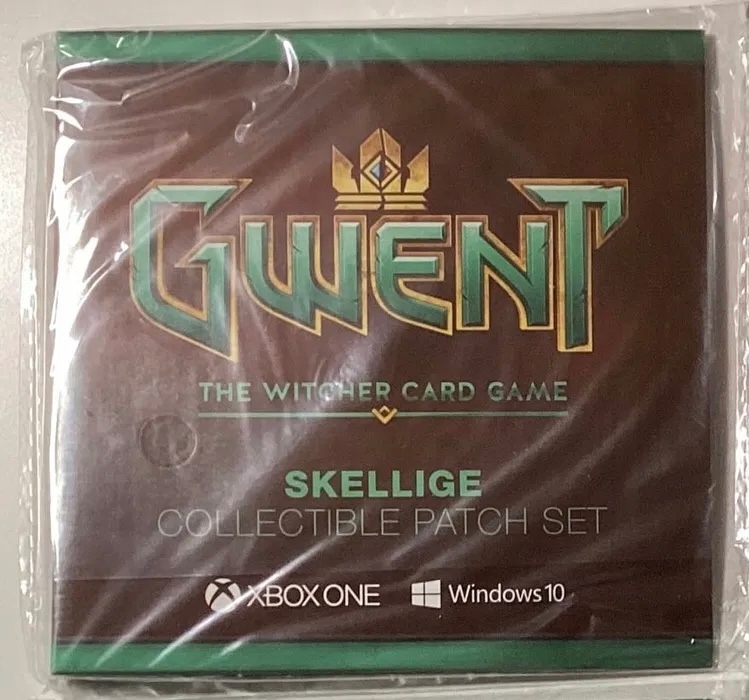 GWENT
THE WITCHER CARD GAME
SKELLIGE
COLLECTIBLE PATCH SET
XBOX ONE Windows 10